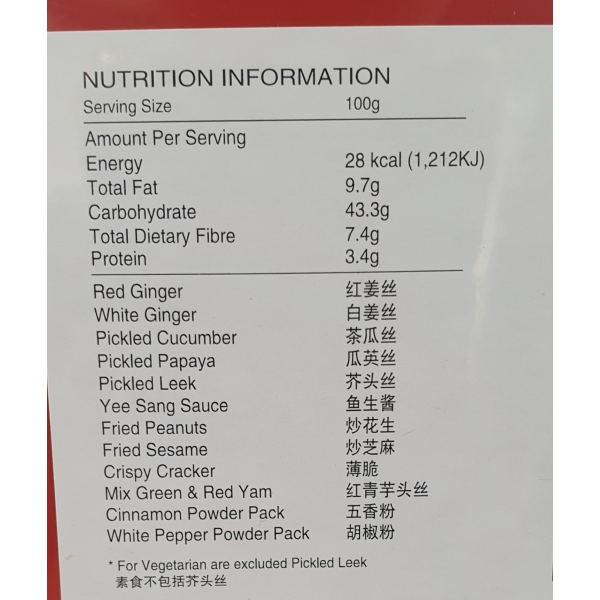 NUTRITION INFORMATION
Serving Size 100g
Amount Per Serving
Energy 28 kcal (1,212KJ)
Total Fat 9.7g
Carbohydrate 43.3g
Total Dietary Fibre 7.4g
Protein 3.4g
Red Ginger 红姜丝
White Ginger 白姜丝
Pickled Cucumber 茶瓜丝
Pickled Papaya 瓜英丝
Pickled Leek 芥头丝
Yee Sang Sauce 鱼生酱
Fried Peanuts 炒花生
Fried Sesame 炒芝麻
Crispy Cracker 薄脆
Mix Green & Red Yam 红青芋头丝
Cinnamon Powder Pack 五香粉
White Pepper Powder Pack 胡椒粉
* For Vegetarian are excluded Pickled Leek
素食不包括芥头丝